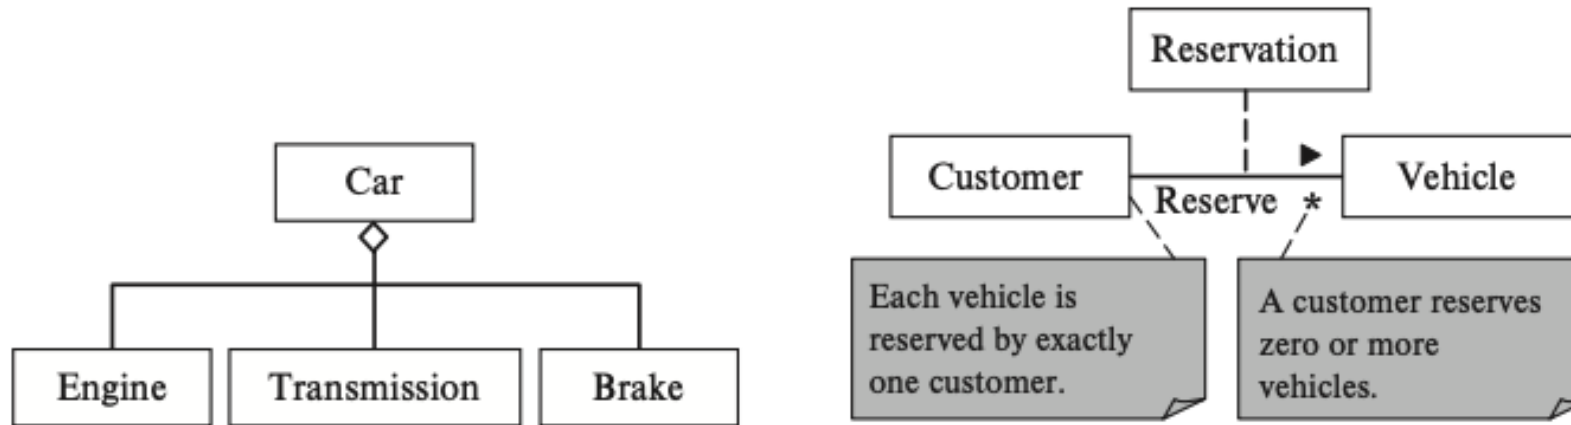 Car
Engine
Transmission
Brake
Reservation
Customer
Reserve
*
Vehicle
Each vehicle is
reserved by exactly
one customer.
A customer reserves
zero or more
vehicles.